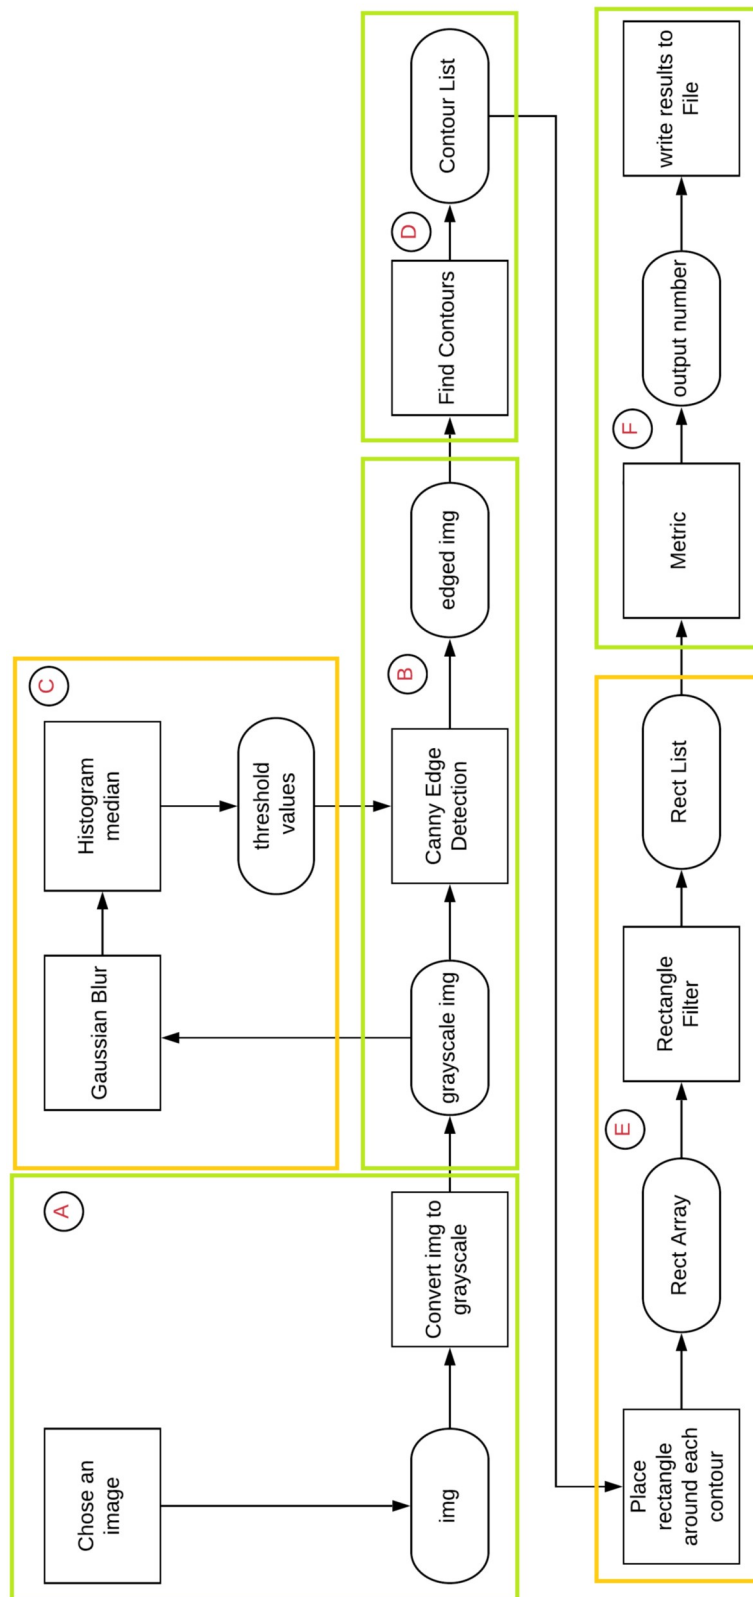 Chose an
image
img
A
Convert img to
grayscale
Gaussian Blur
Histogram
median
C
threshold
values
grayscale img
Canny Edge
Detection
B
edged img
Find Contours
D
Contour List
Place
rectangle
around each
contour
Rect Array
E
Rectangle
Filter
Rect List
Metric
F
output number
write results to
File